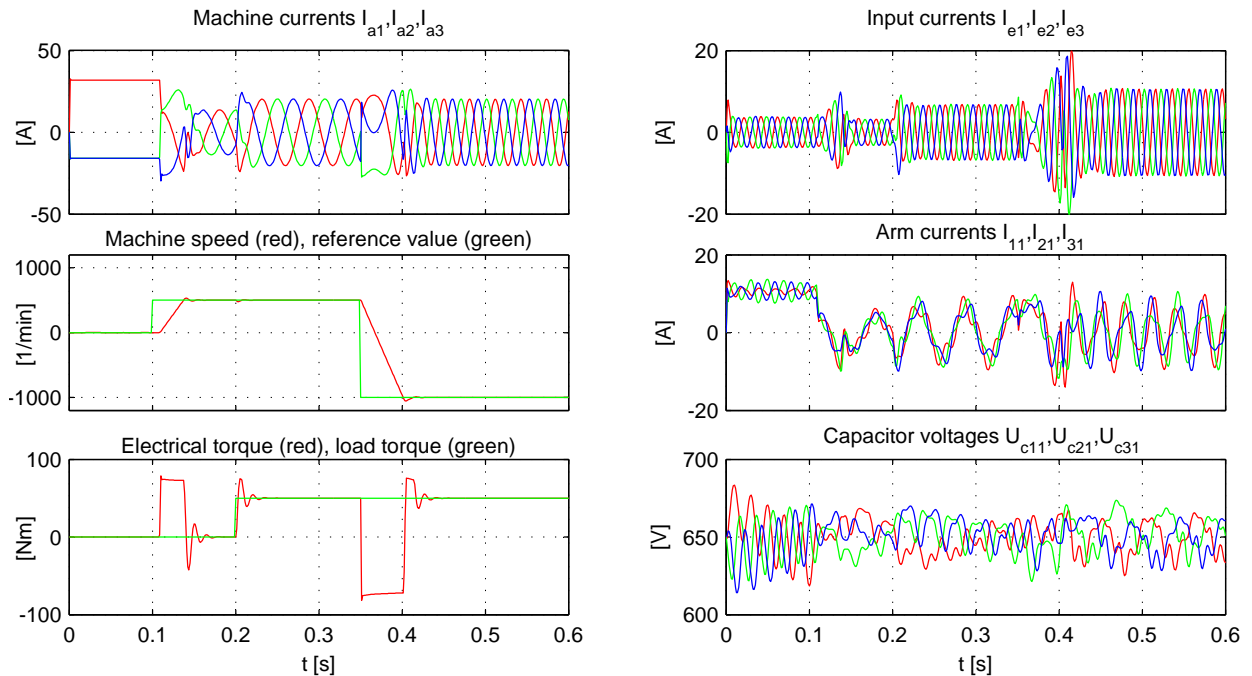 Machine currents I_a1,I_a2,I_a3
50
0
-50
[A]
Machine speed (red), reference value (green)
1000
0
-1000
[1/min]
Electrical torque (red), load torque (green)
100
0
-100
[Nm]
0 0.1 0.2 0.3 0.4 0.5 0.6
t [s]
Input currents I_e1,I_e2,I_e3
20
0
-20
[A]
Arm currents I_11,I_21,I_31
20
0
-20
[A]
Capacitor voltages U_c11,U_c21,U_c31
700
650
600
[V]
0 0.1 0.2 0.3 0.4 0.5 0.6
t [s]